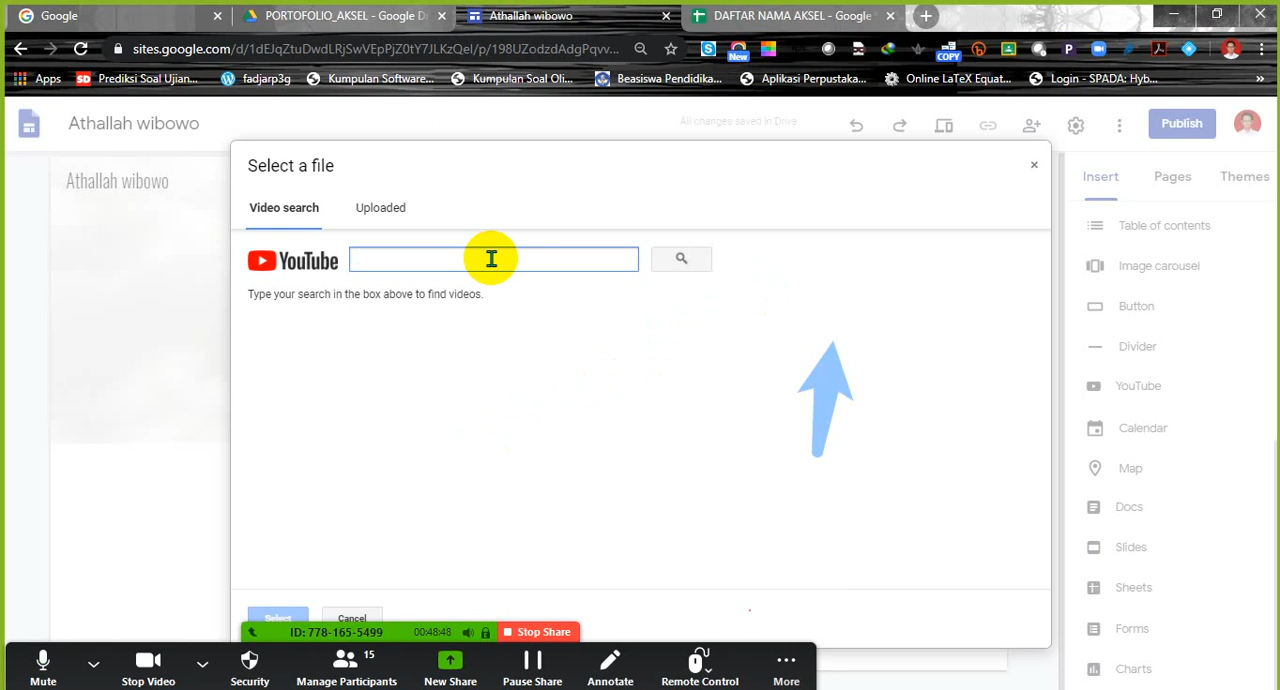 Google
PORTOFOLIO_AKSEL - Google D
Athallah wibowo
DAFTAR NAMA AKSEL - Google
sites.google.com/d/1dEJqZtuDwdLRjSwVEpPjZ0tY7JLKzQel/p/198UZodzdAdgPqvv...
New
COPY
Apps
Prediksi Soal Ujian...
fadjarp3g
Kumpulan Software...
Kumpulan Soal Oli...
Beasiswa Pendidika...
Aplikasi Perpustaka...
Online LaTeX Equat...
Login - SPADA: Hyb...
Athallah wibowo
All changes saved in Drive
Publish
Athallah wibowo
Select a file
Video search
Uploaded
YouTube
Type your search in the box above to find videos.
Select
Cancel
Insert
Pages
Themes
Table of contents
Image carousel
Button
Divider
YouTube
Calendar
Map
Docs
Slides
Sheets
Forms
Charts
ID: 778-165-5499
00:48:48
Stop Share
Mute
Stop Video
Security
15
Manage Participants
New Share
Pause Share
Annotate
Remote Control
More